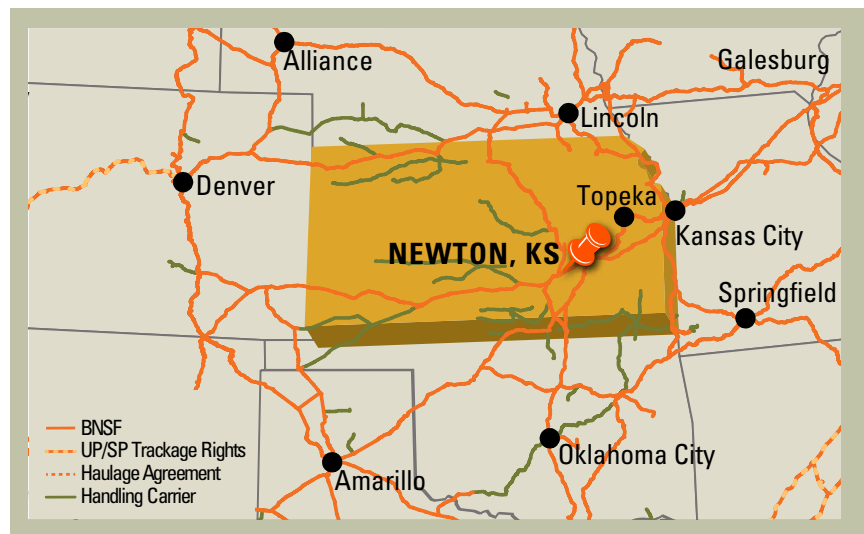 Alliance
Galesburg
Lincoln
Denver
Topeka
Kansas City
NEWTON, KS
Springfield
BNSF
UP/SP Trackage Rights
Haulage Agreement
Handling Carrier
Oklahoma City
Amarillo